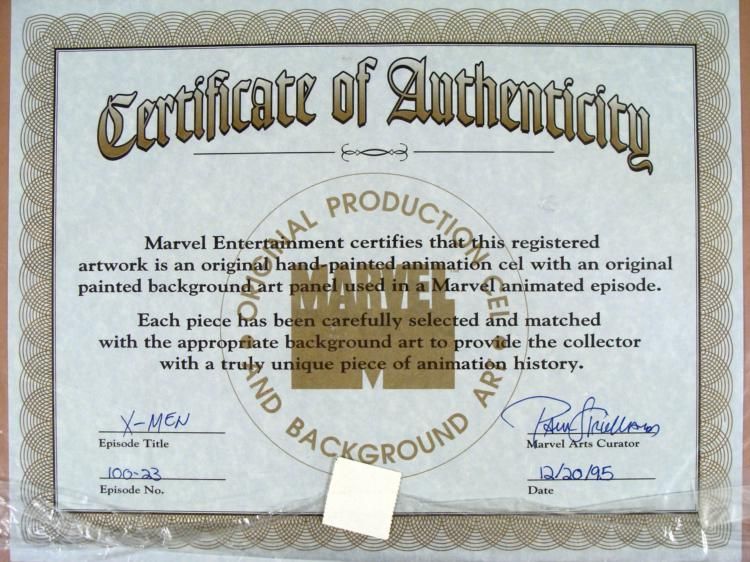 Certificate of Authenticity
ORIGINAL PRODUCTION CEL
MARVEL
AND BACKGROUND ART
Marvel Entertainment certifies that this registered
artwork is an original hand-painted animation cel with an original
painted background art panel used in a Marvel animated episode.
Each piece has been carefully selected and matched
with the appropriate background art to provide the collector
with a truly unique piece of animation history.
X-MEN
Episode Title
Marvel Arts Curator
100-23
Episode No.
12/20/95
Date